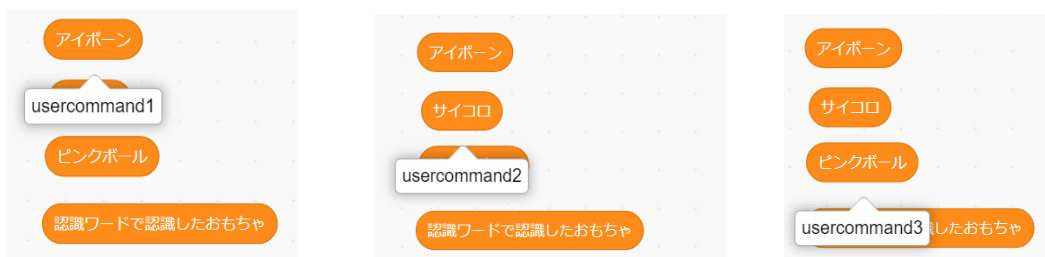 アイボーン
usercommand1
ピンクボール
認識ワードで認識したおもちゃ
アイボーン
サイコロ
usercommand2
認識ワードで認識したおもちゃ
アイボーン
サイコロ
ピンクボール
usercommand3
したおもちゃ